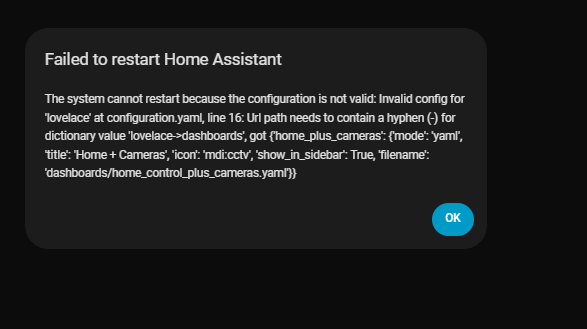 Failed to restart Home Assistant
The system cannot restart because the configuration is not valid: Invalid config for
'lovelace' at configuration.yaml, line 16: Url path needs to contain a hyphen (-) for
dictionary value 'lovelace->dashboards', got {'home_plus_cameras': {'mode': 'yaml',
'title': 'Home + Cameras', 'icon': 'mdi:cctv', 'show_in_sidebar': True, 'filename':
'dashboards/home_control_plus_cameras.yaml'}}
OK